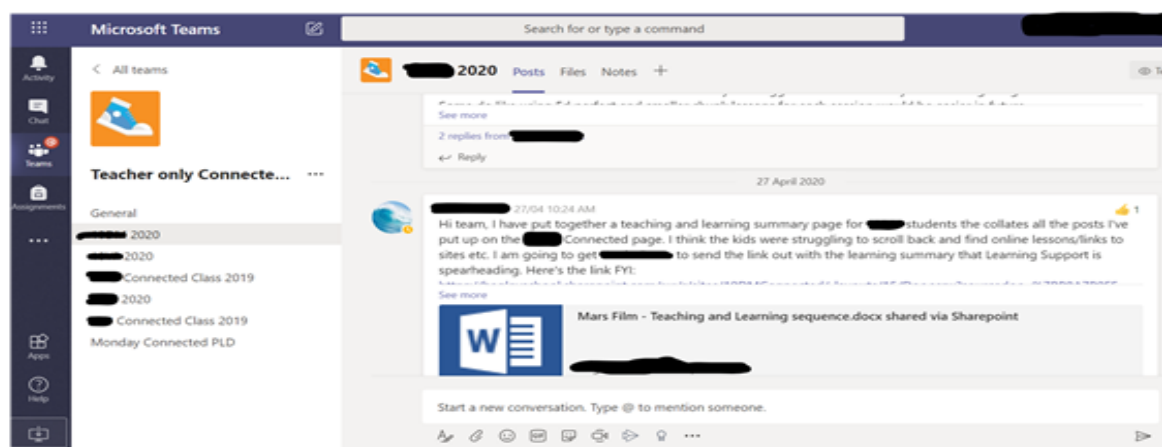 Microsoft Teams
Search for or type a command
Activity
Chat
Teams
Assignments
Apps
Help
All teams
Teacher only Connecte... ...
General
2020
2020
Connected Class 2019
2020
Connected Class 2019
Monday Connected PLD
2020 Posts Files Notes +
See more
2 replies from
Reply
27 April 2020
27/04 10:24 AM
1
Hi team, I have put together a teaching and learning summary page for students the collates all the posts I've
put up on the Connected page. I think the kids were struggling to scroll back and find online lessons/links to
sites etc. I am going to get to send the link out with the learning summary that Learning Support is
spearheading. Here's the link FYI:
See more
W
Mars Film - Teaching and Learning sequence.docx shared via Sharepoint
Start a new conversation. Type @ to mention someone.
GIF